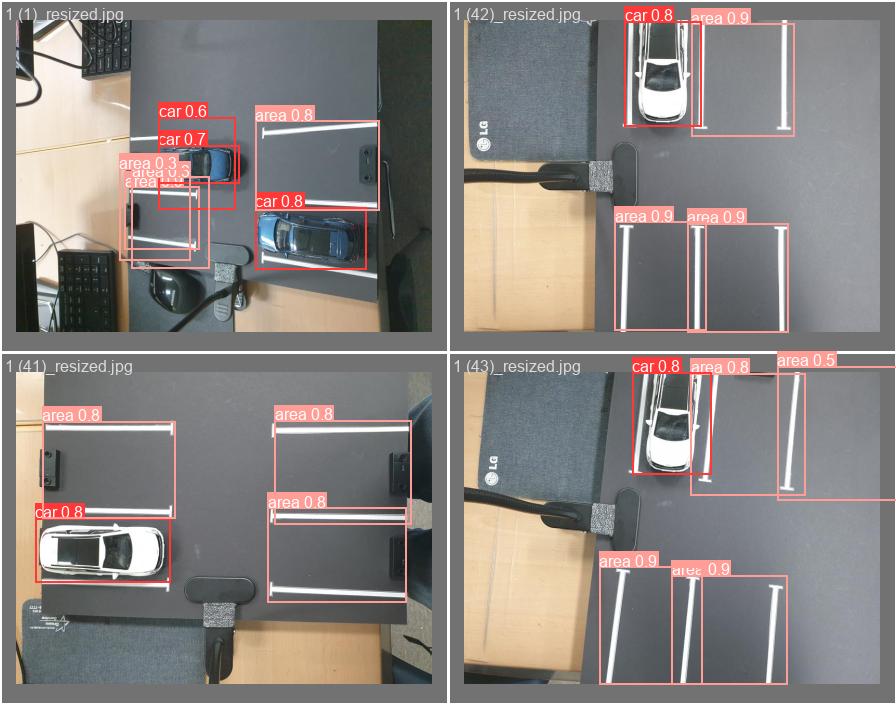 1 (1)_resized.jpg
car 0.6
area 0.8
car 0.7
area 0.3
car 0.8
1 (42)_resized.jpg
car 0.8
area 0.9
LG
area 0.9
area 0.9
1 (41)_resized.jpg
area 0.8
area 0.8
area 0.8
car 0.8
1 (43)_resized.jpg
area 0.5
car 0.8
area 0.8
LG
area 0.9
area 0.9